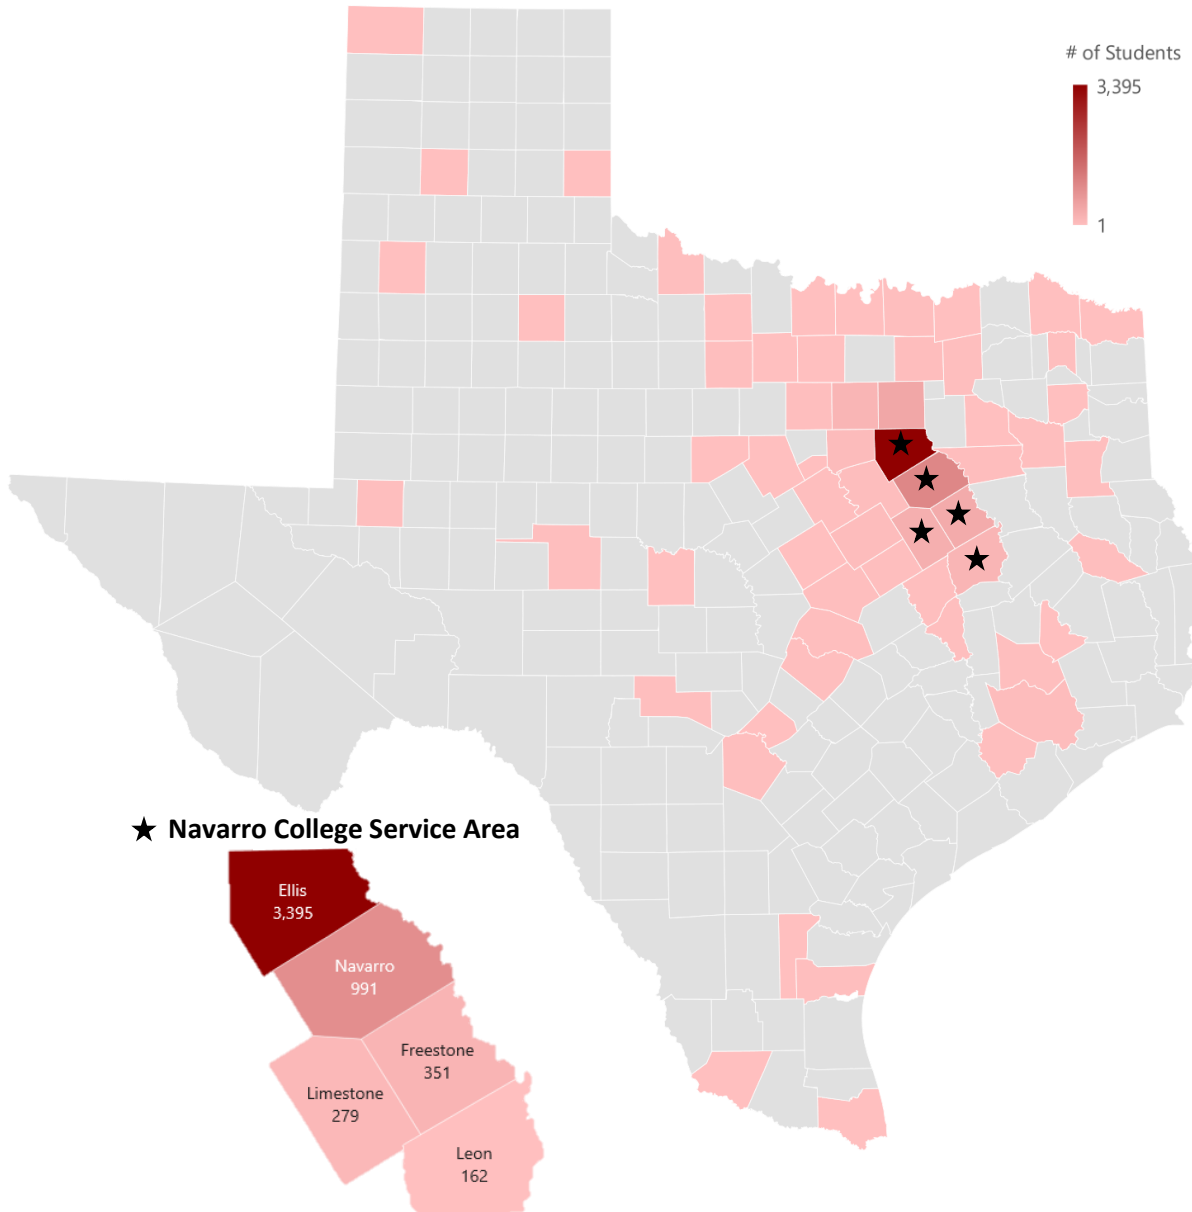 # of Students
3,395
1
★ Navarro College Service Area
Ellis
3,395
Navarro
991
Freestone
351
Limestone
279
Leon
162